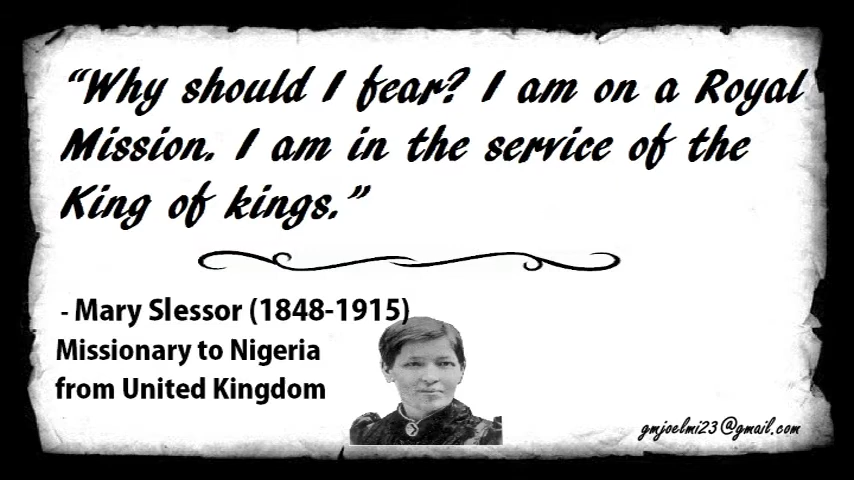 “Why should I fear? I am on a Royal
Mission. I am in the service of the
King of kings.”
- Mary Slessor (1848-1915)
Missionary to Nigeria
from United Kingdom
gmjoelmi23@gmail.com